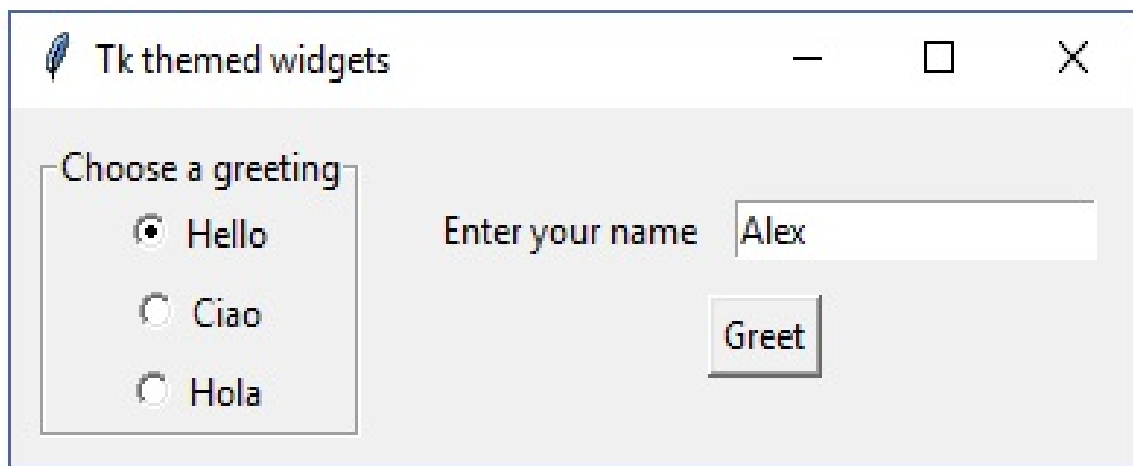 Tk themed widgets
Choose a greeting
Hello
Ciao
Hola
Enter your name
Alex
Greet